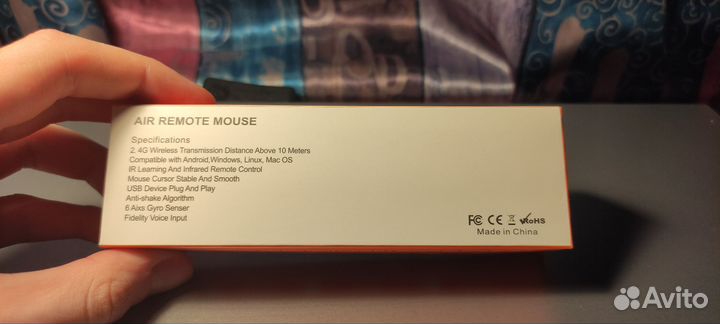 AIR REMOTE MOUSE
Specifications
2. 4G Wireless Transmission Distance Above 10 Meters
Compatible with Android,Windows, Linux, Mac OS
IR Learning And Infrared Remote Control
Mouse Cursor Stable And Smooth
USB Device Plug And Play
Anti-shake Algorithm
6 Aixs Gyro Senser
Fidelity Voice Input
FC CE RoHS
Made in China
Avito